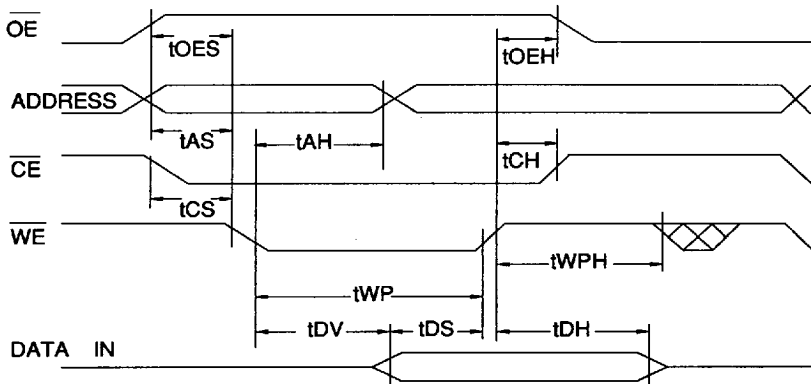 OE
tOES
tOEH
ADDRESS
tAS
tAH
tCH
CE
tCS
WE
tWPH
tWP
tDV
tDS
tDH
DATA IN